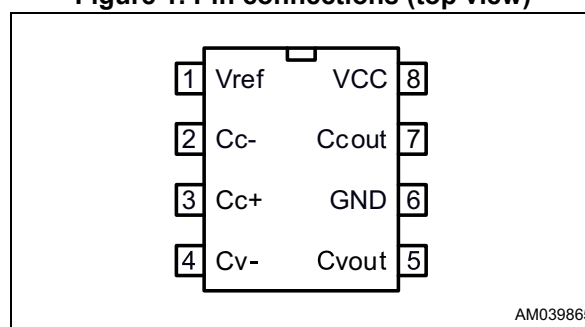 Figure 1. Pin connections (top view)
1 Vref VCC 8
2 Cc- Ccout 7
3 Cc+ GND 6
4 Cv- Cvout 5